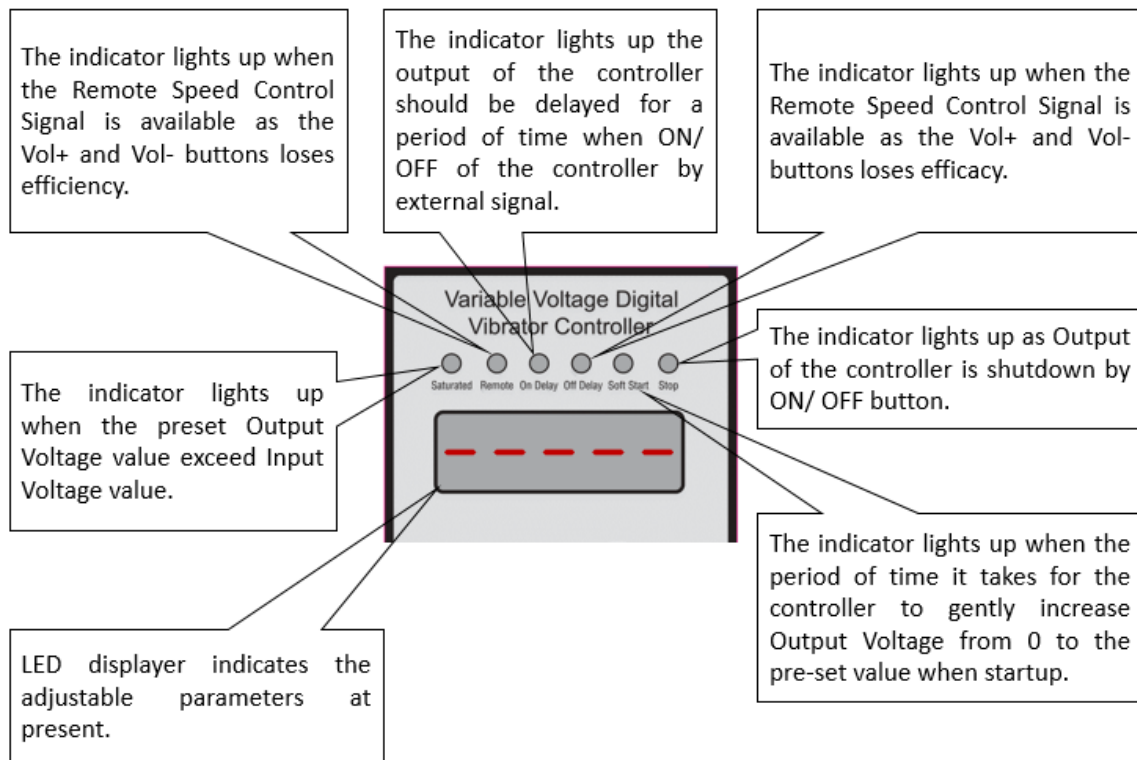 The indicator lights up when
the Remote Speed Control
Signal is available as the
Vol+ and Vol- buttons loses
efficiency.
The indicator lights up the
output of the controller
should be delayed for a
period of time when ON/
OFF of the controller by
external signal.
The indicator lights up when the
Remote Speed Control Signal is
available as the Vol+ and Vol-
buttons loses efficacy.
Variable Voltage Digital
Vibrator Controller
Saturated Remote On Delay Off Delay Soft Start Stop
The indicator lights up
when the preset Output
Voltage value exceed Input
Voltage value.
The indicator lights up as Output
of the controller is shutdown by
ON/ OFF button.
– – – – –
LED displayer indicates the
adjustable parameters at
present.
The indicator lights up when the
period of time it takes for the
controller to gently increase
Output Voltage from 0 to the
pre-set value when startup.